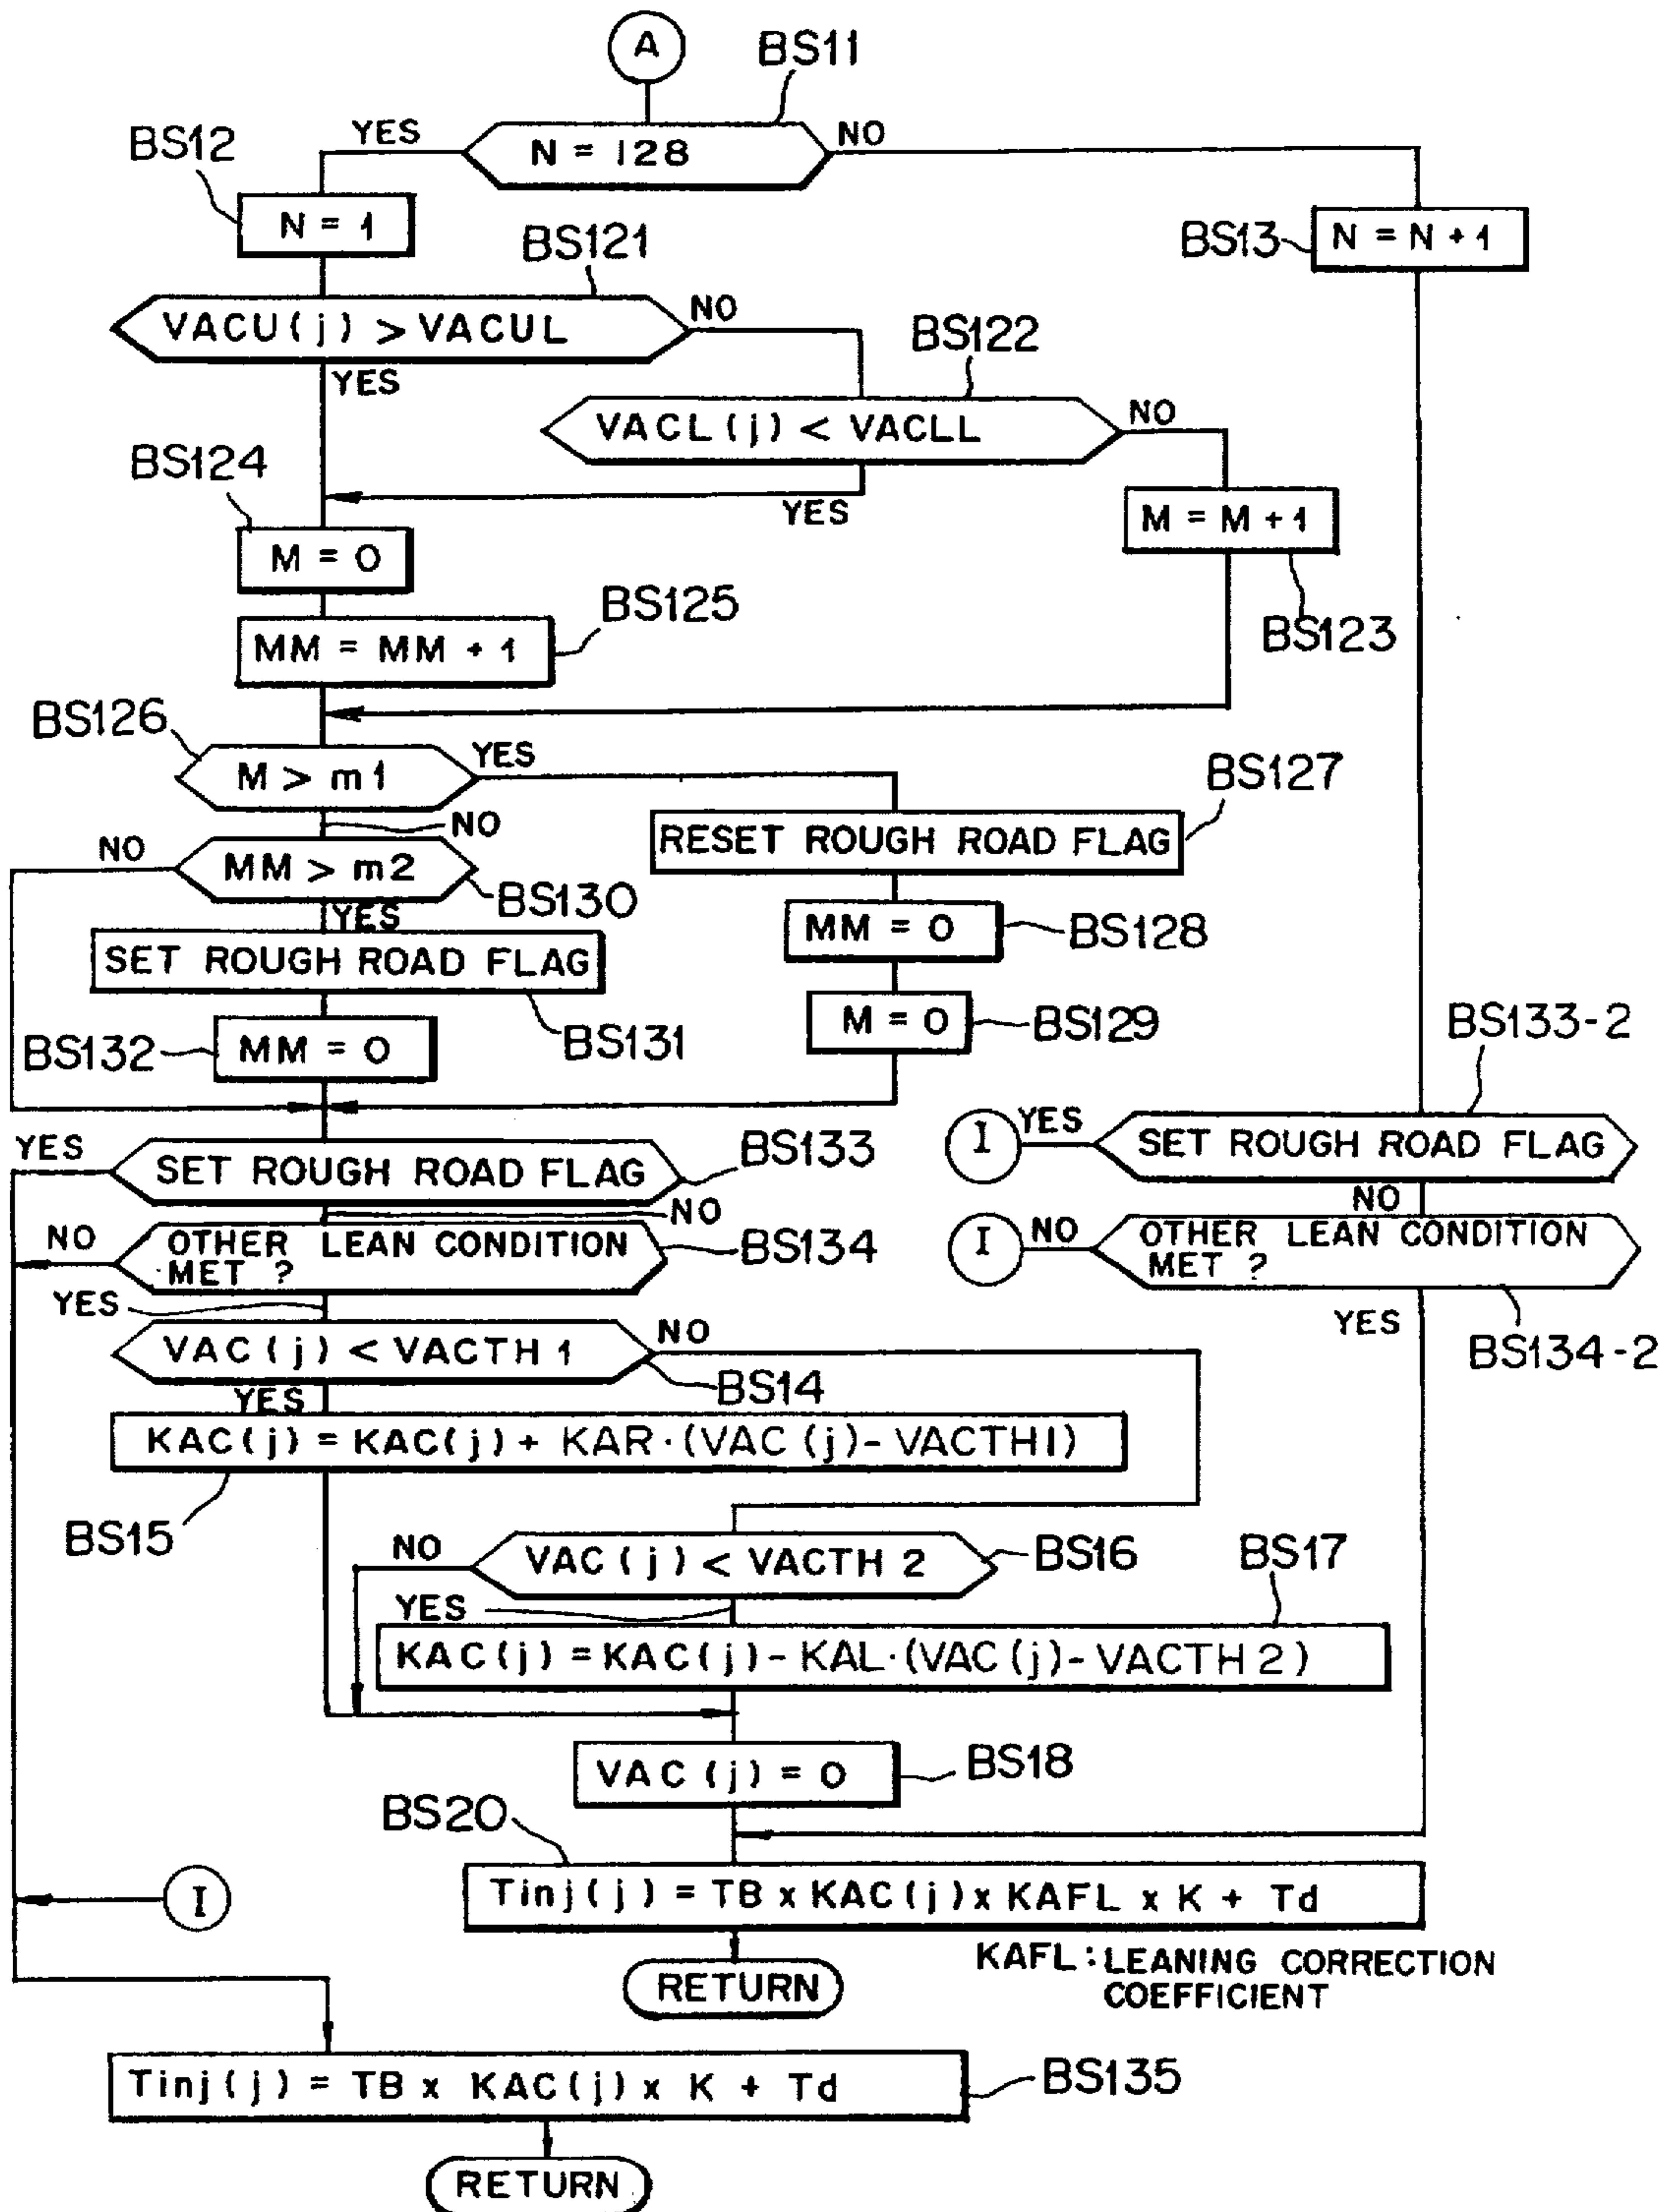 A
BS11
YES
N = 128
NO
BS12
N = 1
BS13
N = N + 1
BS121
VACU(j) > VACUL
NO
YES
BS122
VACL(j) < VACLL
NO
YES
BS124
M = 0
M = M + 1
BS123
BS125
MM = MM + 1
BS126
M > m1
YES
NO
BS127
RESET ROUGH ROAD FLAG
NO
MM > m2
BS130
YES
MM = 0
BS128
SET ROUGH ROAD FLAG
BS131
M = 0
BS129
BS132
MM = 0
BS133-2
I
YES
SET ROUGH ROAD FLAG
NO
YES
SET ROUGH ROAD FLAG
BS133
NO
I
NO
OTHER LEAN CONDITION
MET ?
YES
BS134-2
NO
OTHER LEAN CONDITION
MET ?
BS134
YES
VAC(j) < VACTH 1
NO
BS14
YES
KAC(j) = KAC(j) + KAR·(VAC(j)-VACTH1)
BS15
NO
VAC(j) < VACTH 2
BS16
BS17
YES
KAC(j) = KAC(j) - KAL·(VAC(j)-VACTH 2)
VAC(j) = 0
BS18
BS20
Tinj(j) = TB x KAC(j) x KAFL x K + Td
I
RETURN
KAFL : LEANING CORRECTION
COEFFICIENT
Tinj(j) = TB x KAC(j) x K + Td
BS135
RETURN